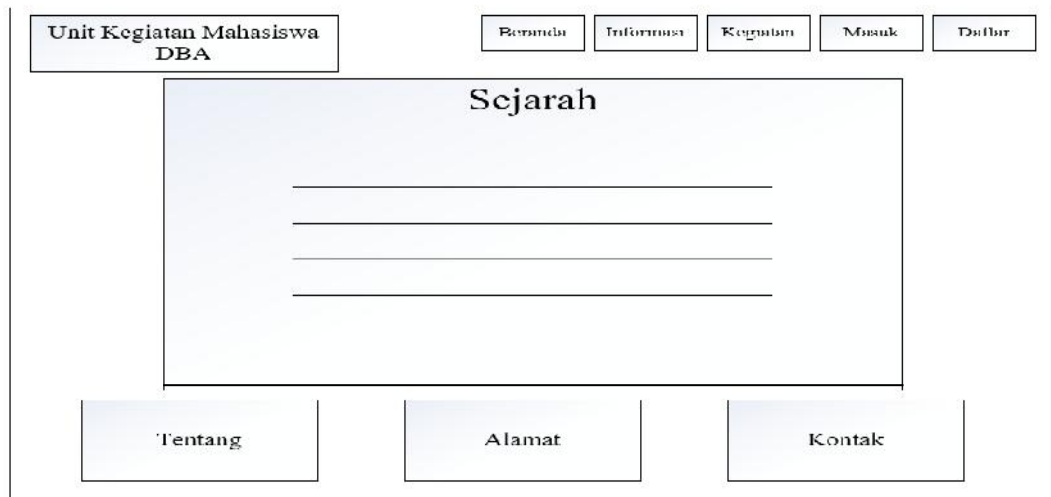 Unit Kegiatan Mahasiswa
DBA
Beranda
Informasi
Kegiatan
Masuk
Daftar
Sejarah
Tentang
Alamat
Kontak